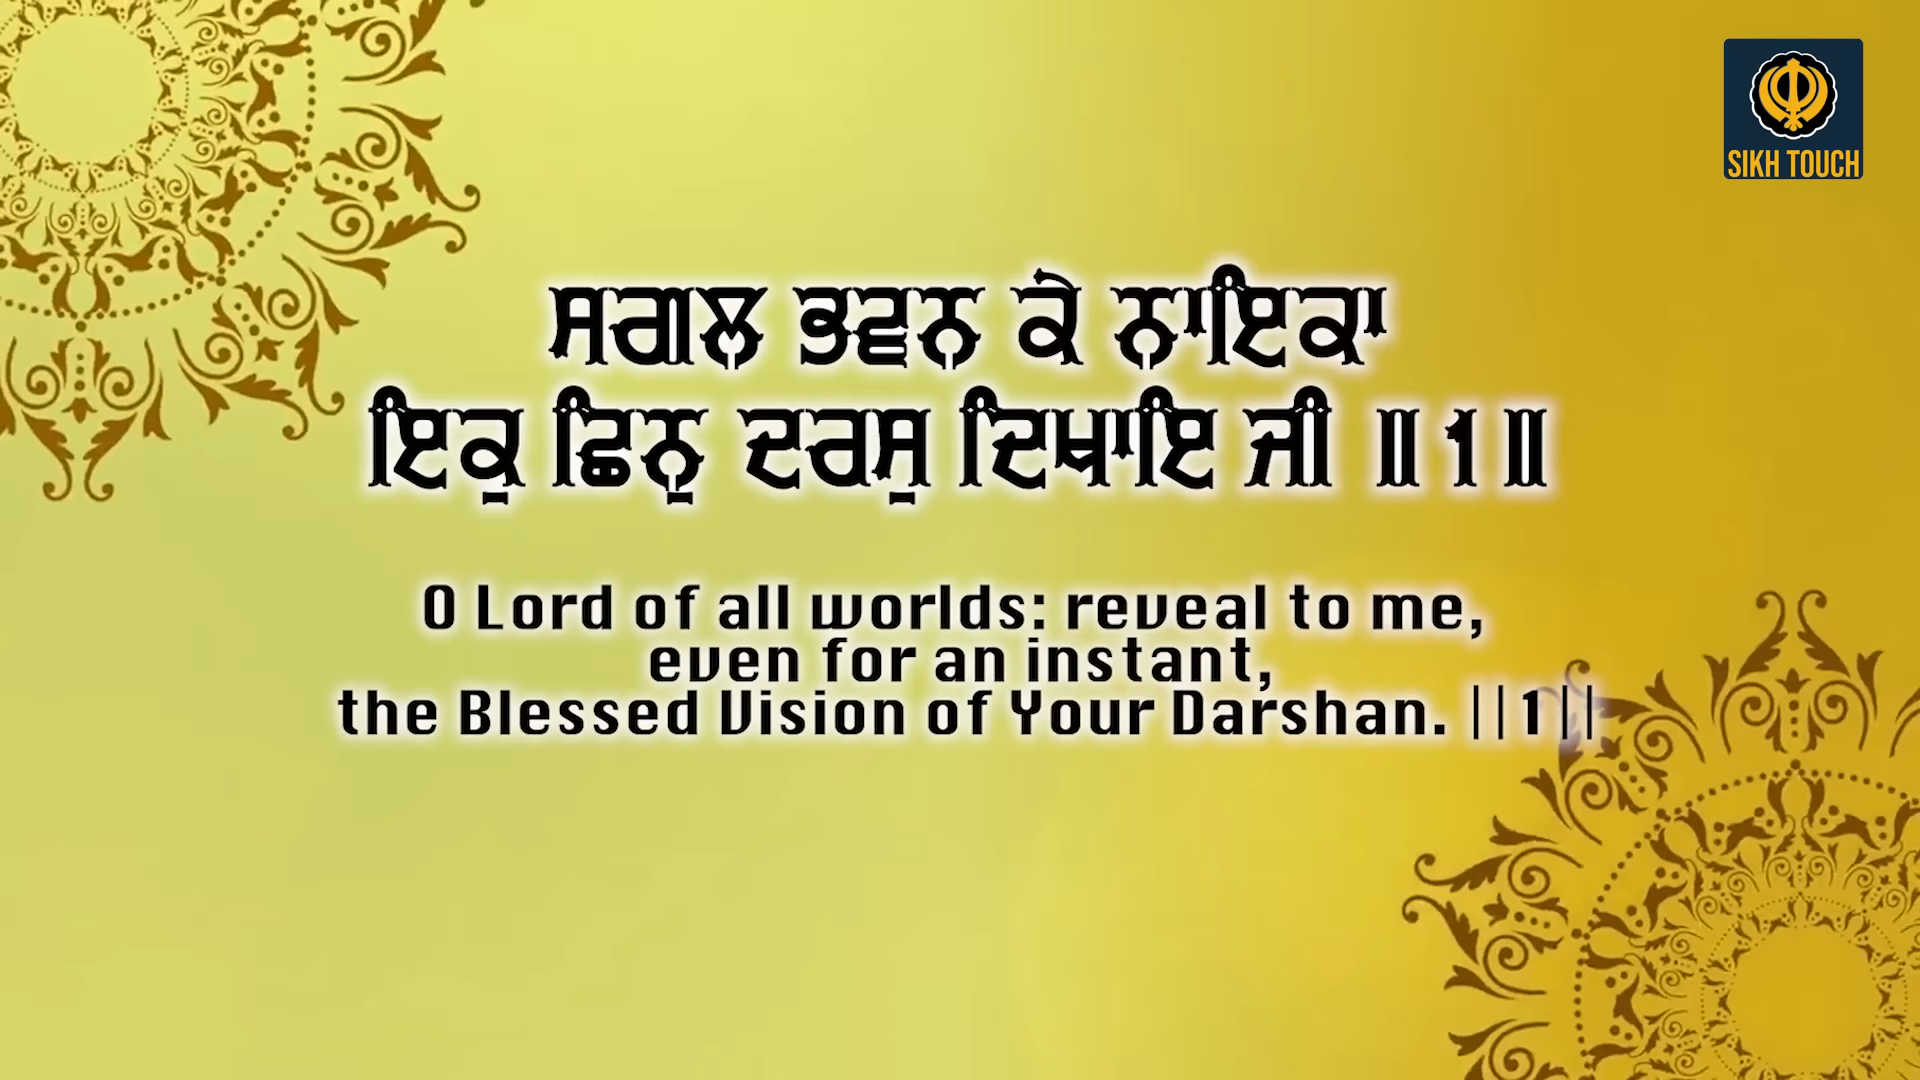 SIKH TOUCH
ਸਗਲ ਭਵਨ ਕੇ ਨਾਇਕਾ
ਇਕੁ ਛਿਨੁ ਦਰਸੁ ਦਿਖਾਇ ਜੀ ॥1॥
O Lord of all worlds: reveal to me,
even for an instant,
the Blessed Vision of Your Darshan. ||1||